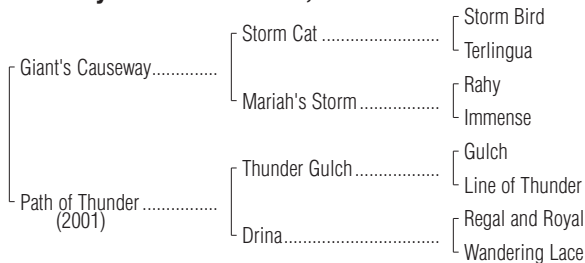 Storm Bird
Storm Cat ........................
Terlingua
Giant's Causeway.............
Rahy
Mariah's Storm ................
Immense
Gulch
Thunder Gulch .................
Line of Thunder
Path of Thunder ...............
(2001)
Regal and Royal
Drina................................
Wandering Lace